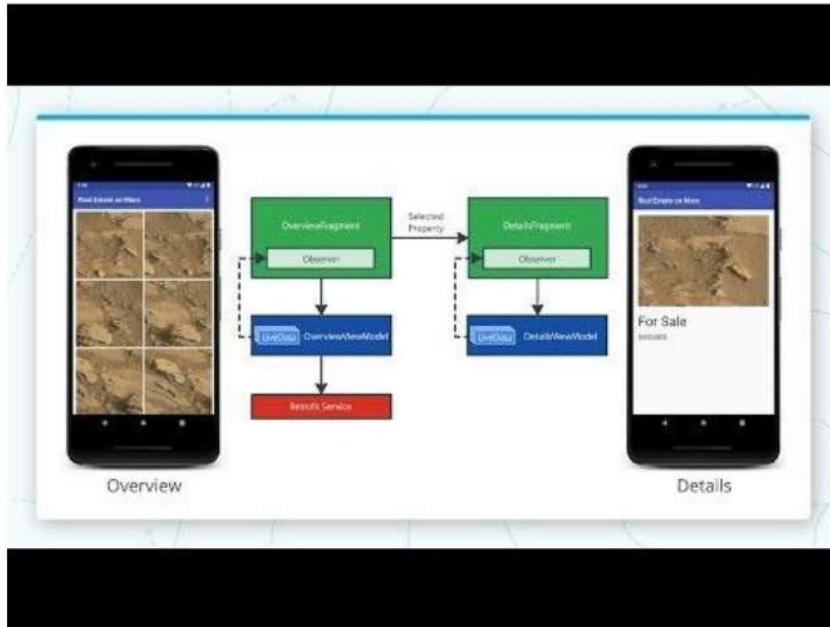 Real Estate on Mars
OverviewFragment
Observer
LiveData
OverviewViewModel
Retrofit Service
Selected
Property
DetailsFragment
Observer
LiveData
DetailsViewModel
Real Estate on Mars
For Sale
Overview
Details